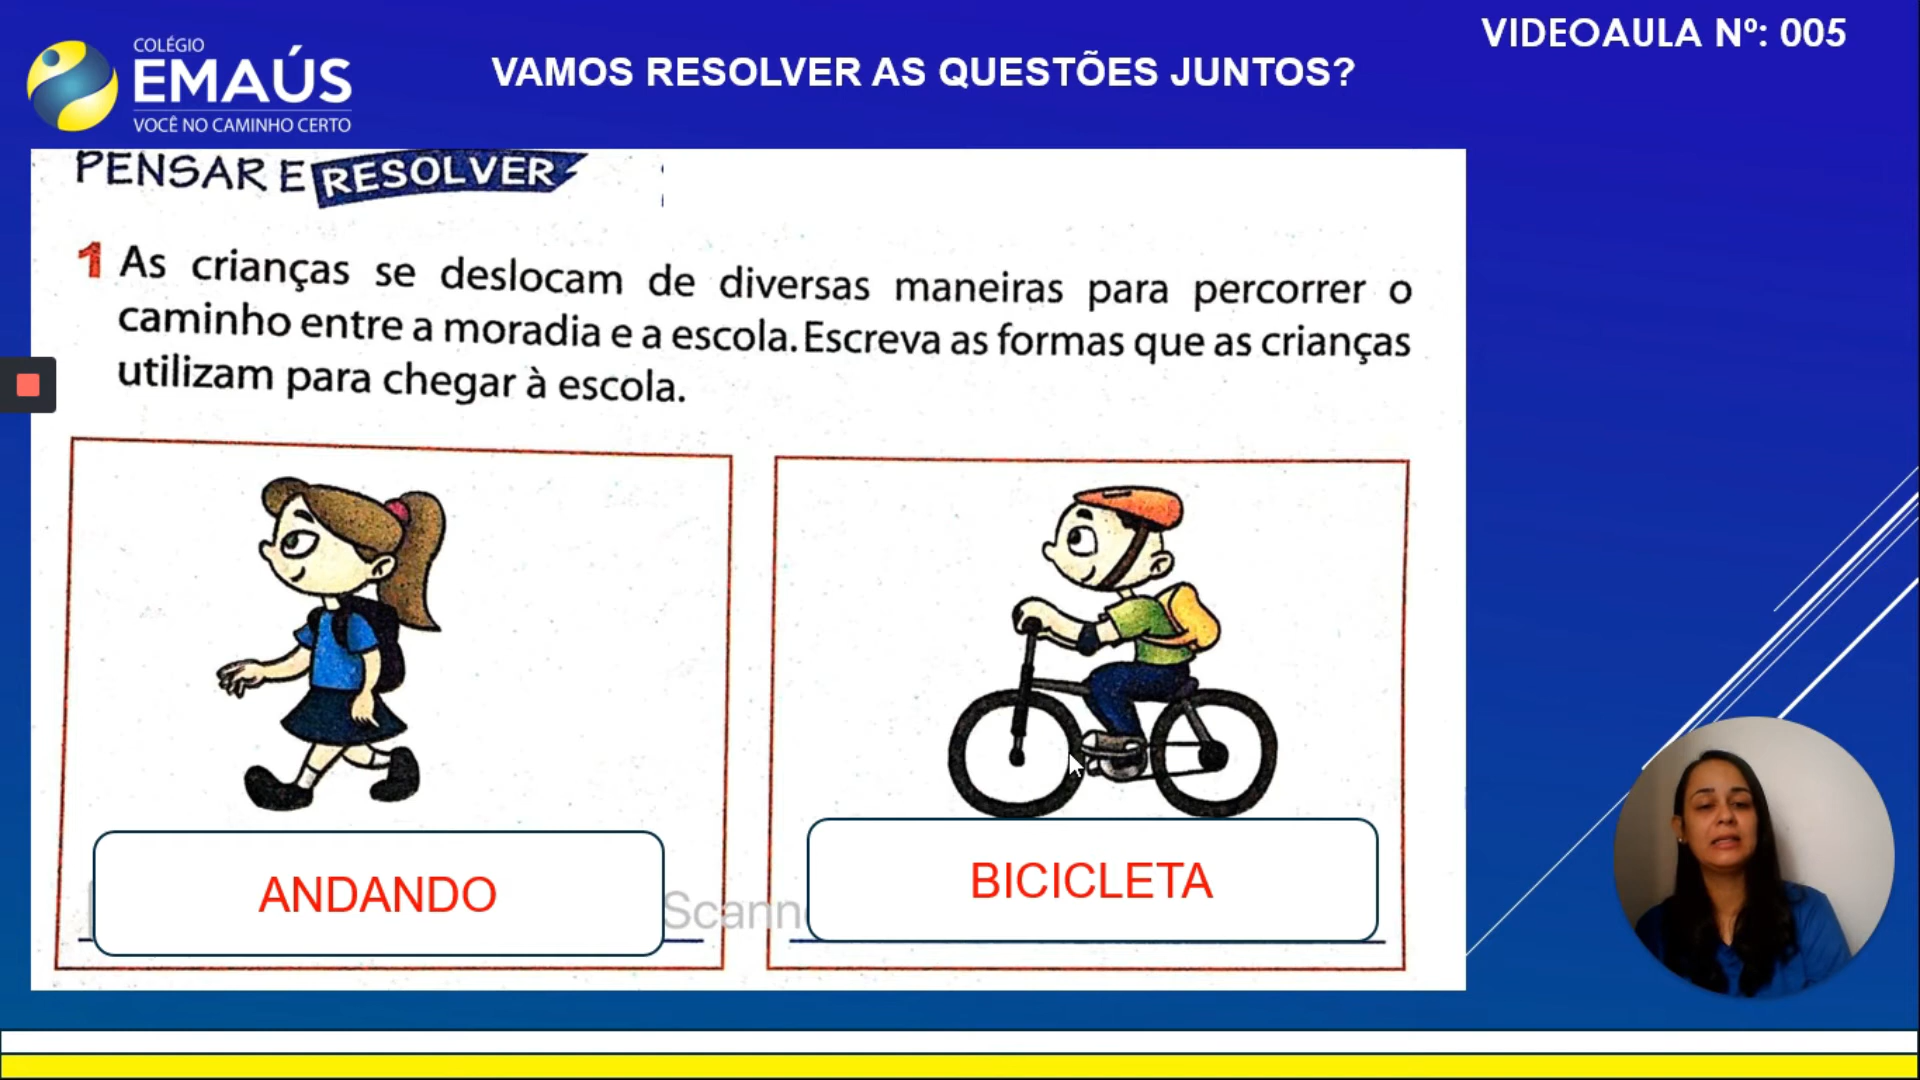 VIDEOAULA Nº: 005
COLÉGIO
EMAÚS
VOCÊ NO CAMINHO CERTO
VAMOS RESOLVER AS QUESTÕES JUNTOS?
PENSAR E RESOLVER
1 As crianças se deslocam de diversas maneiras para percorrer o
caminho entre a moradia e a escola. Escreva as formas que as crianças
utilizam para chegar à escola.
ANDANDO
BICICLETA